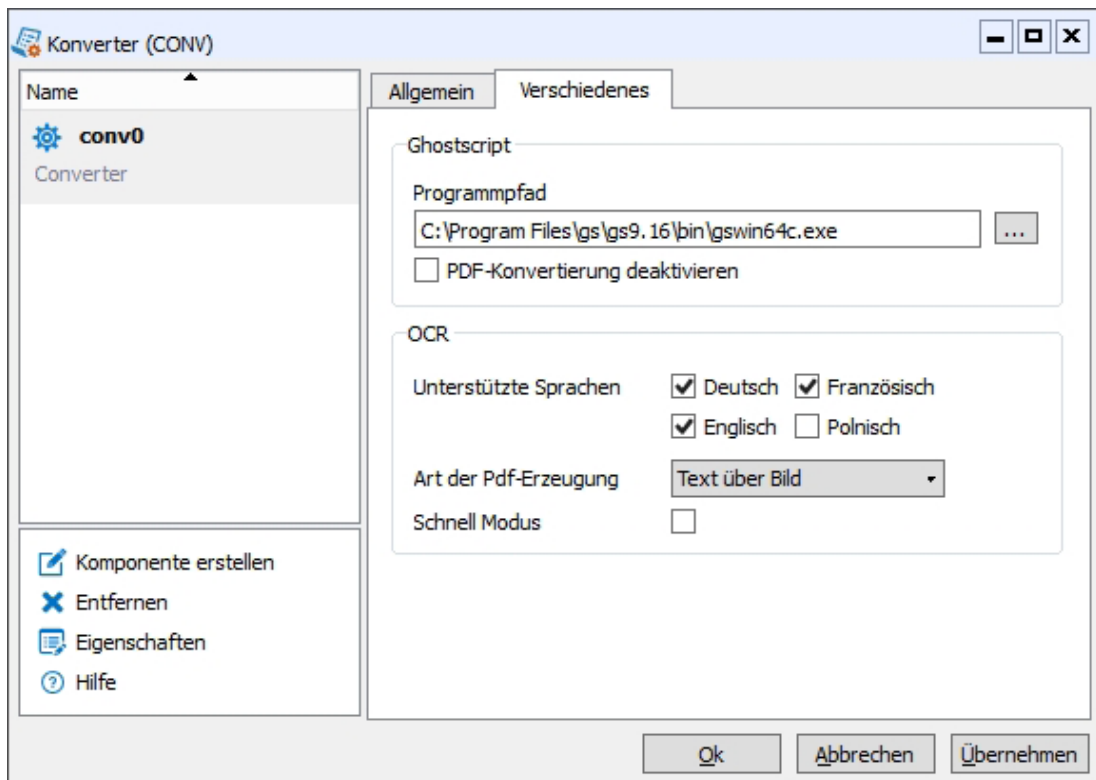 Konverter (CONV)
Name
conv0
Converter
Komponente erstellen
Entfernen
Eigenschaften
Hilfe
Allgemein
Verschiedenes
Ghostscript
Programmpfad
C:\Program Files\gs\gs9.16\bin\gswin64c.exe
...
PDF-Konvertierung deaktivieren
OCR
Unterstützte Sprachen
Deutsch
Französisch
Englisch
Polnisch
Art der Pdf-Erzeugung
Text über Bild
Schnell Modus
Ok
Abbrechen
Übernehmen